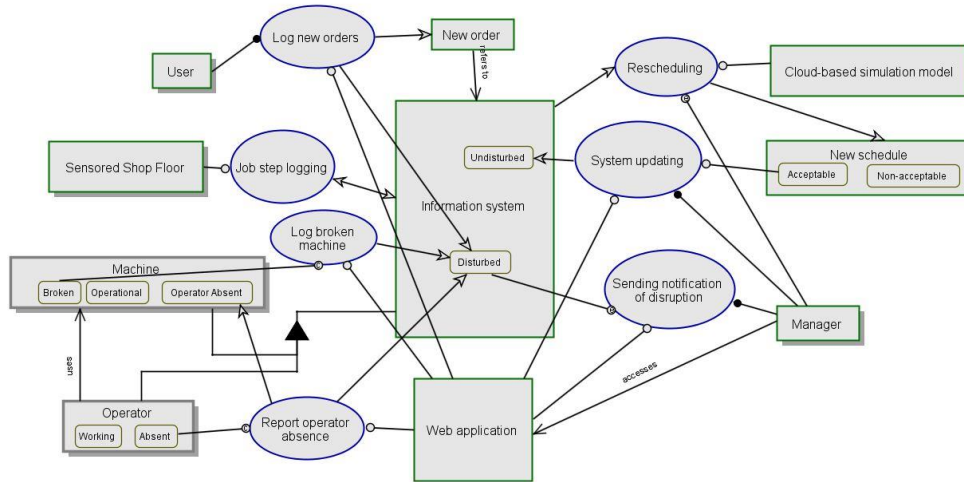 Log new orders
New order
User
refers to
Rescheduling
Cloud-based simulation model
Sensored Shop Floor
Job step logging
Undisturbed
System updating
New schedule
Acceptable
Non-acceptable
Information system
Log broken
machine
Disturbed
Sending notification
of disruption
Machine
Broken
Operational
Operator Absent
Manager
uses
accesses
Operator
Working
Absent
Report operator
absence
Web application